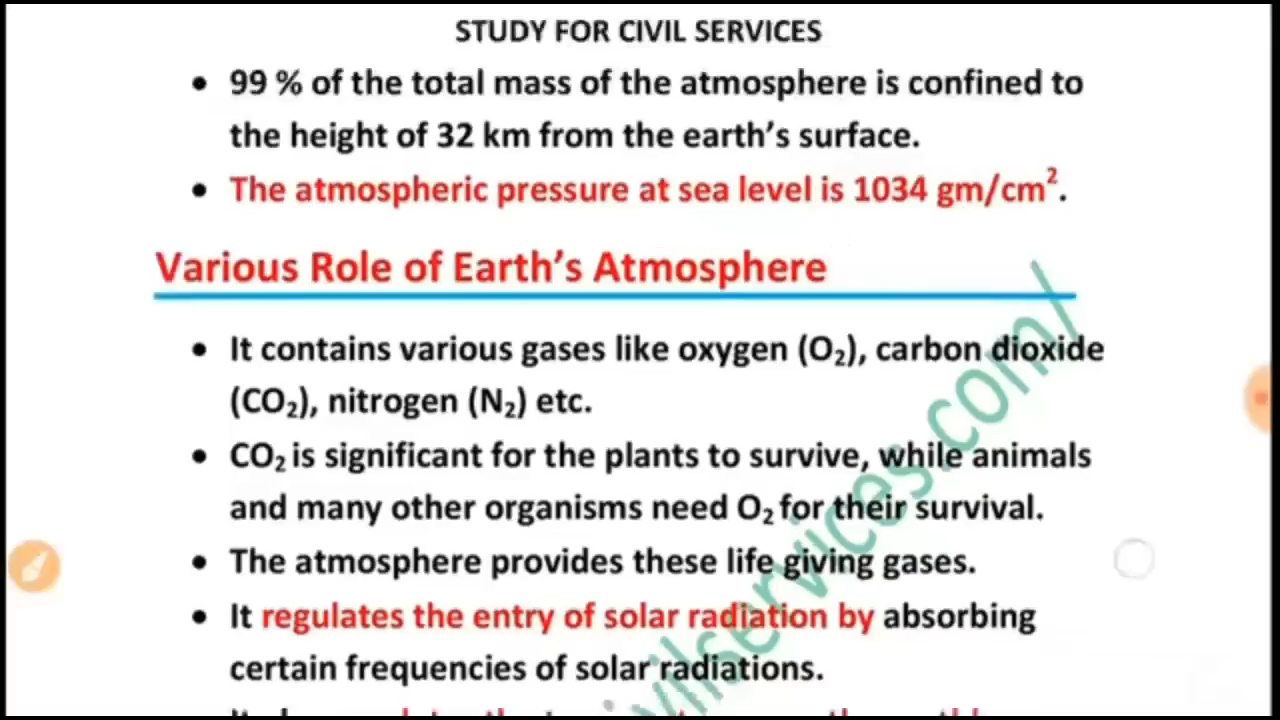 STUDY FOR CIVIL SERVICES
• 99 % of the total mass of the atmosphere is confined to
the height of 32 km from the earth's surface.
• The atmospheric pressure at sea level is 1034 gm/cm².
Various Role of Earth's Atmosphere
• It contains various gases like oxygen (O₂), carbon dioxide
(CO₂), nitrogen (N₂) etc.
• CO₂ is significant for the plants to survive, while animals
and many other organisms need O₂ for their survival.
• The atmosphere provides these life giving gases.
• It regulates the entry of solar radiation by absorbing
certain frequencies of solar radiations.
civilservices.com/